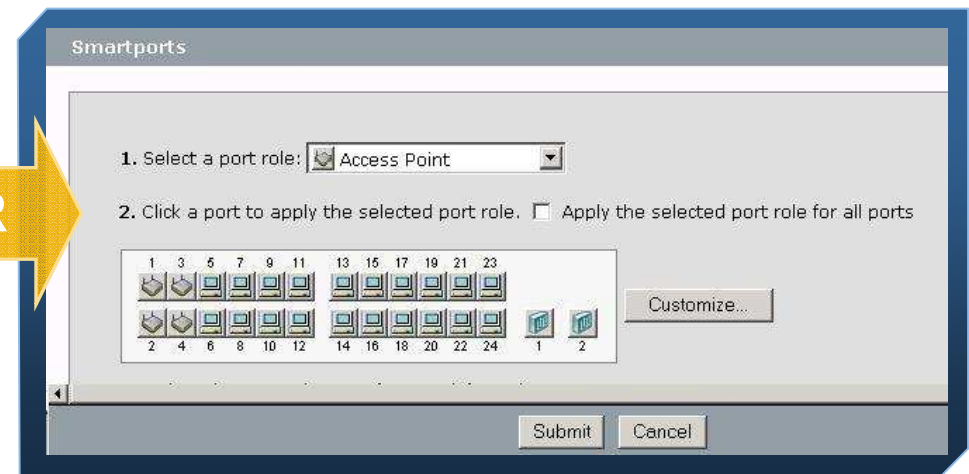 Smartports
1. Select a port role: Access Point
2. Click a port to apply the selected port role. Apply the selected port role for all ports
1 3 5 7 9 11 13 15 17 19 21 23
Customize...
2 4 6 8 10 12 14 16 18 20 22 24 1 2
Submit Cancel